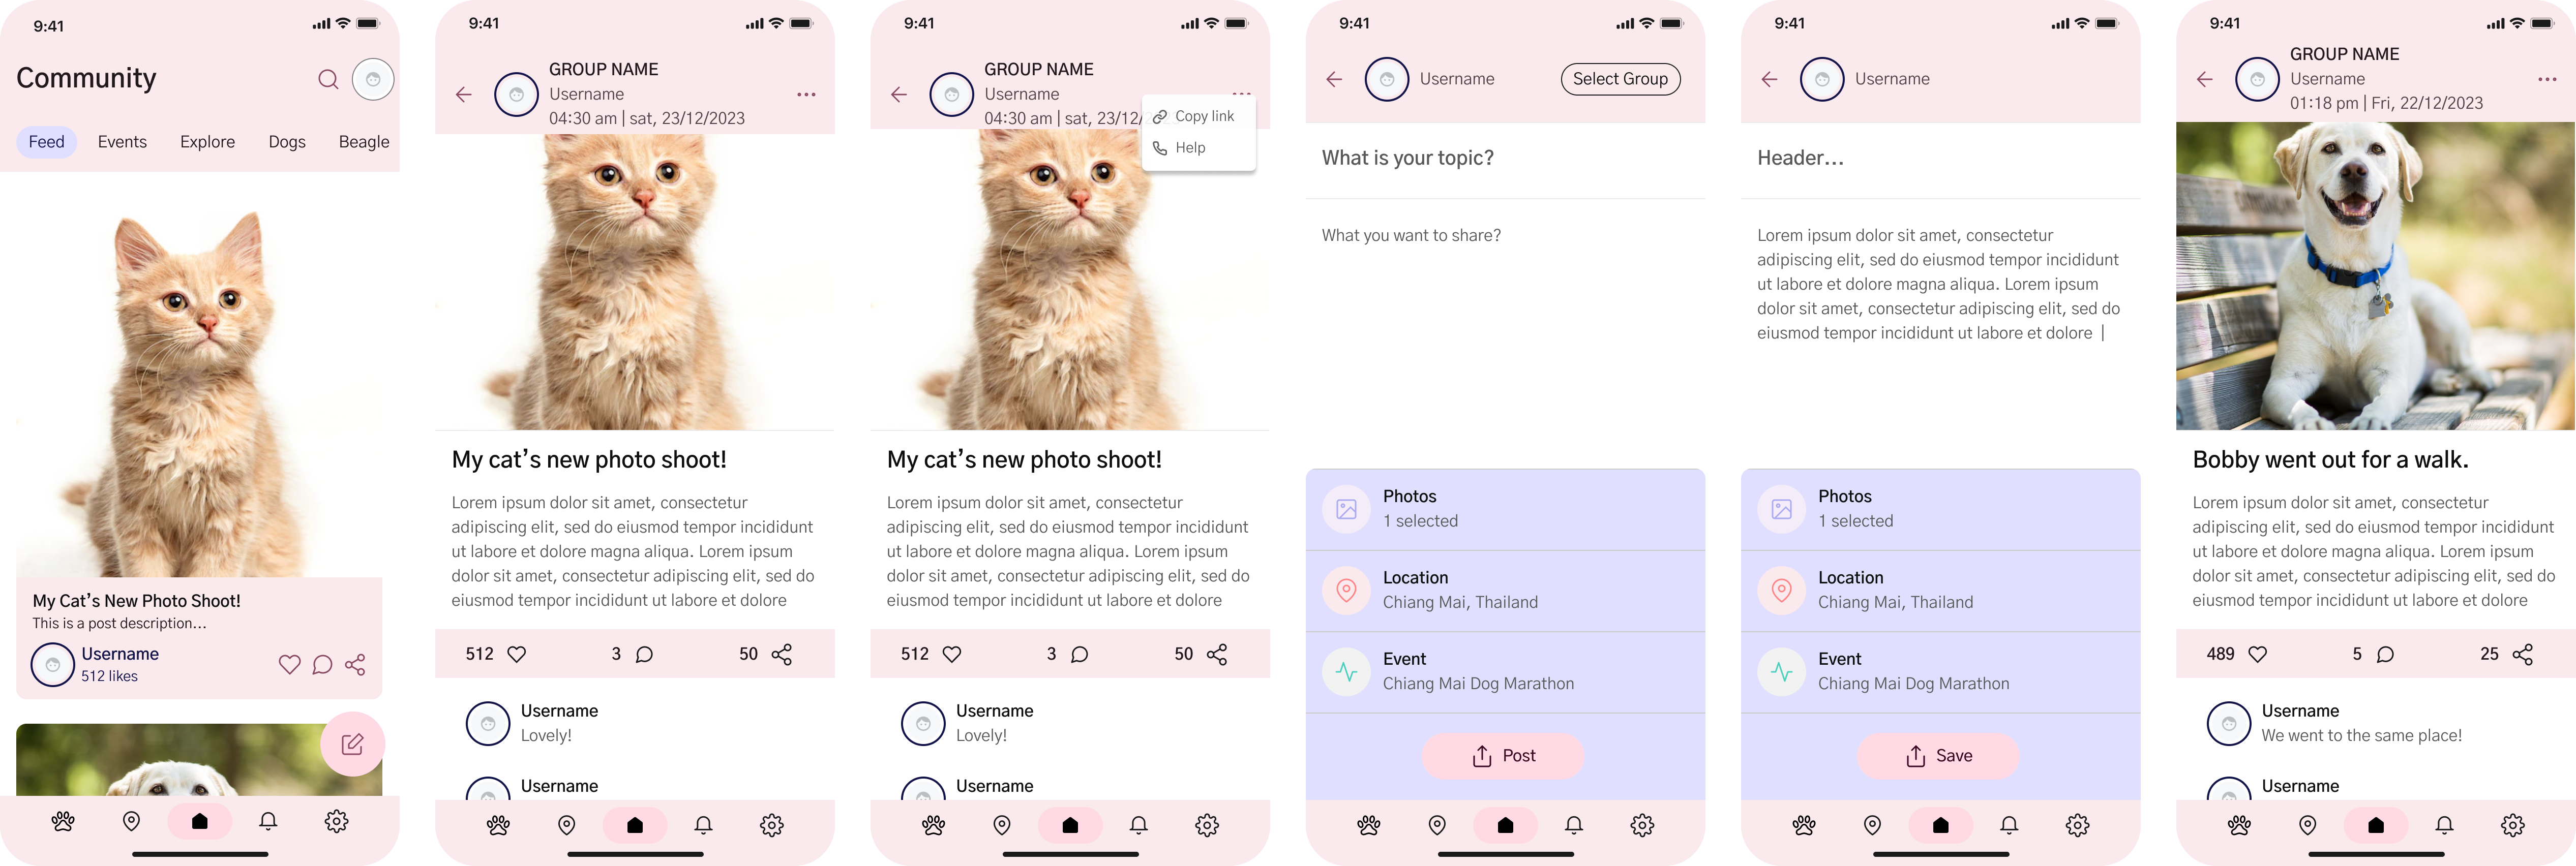 9:41
Community
Feed Events Explore Dogs Beagle
My Cat’s New Photo Shoot!
This is a post description...
Username
512 likes
9:41
GROUP NAME
Username
04:30 am | sat, 23/12/2023
My cat’s new photo shoot!
Lorem ipsum dolor sit amet, consectetur
adipiscing elit, sed do eiusmod tempor incididunt
ut labore et dolore magna aliqua. Lorem ipsum
dolor sit amet, consectetur adipiscing elit, sed do
eiusmod tempor incididunt ut labore et dolore
512 3 50
Username
Lovely!
Username
9:41
GROUP NAME
Username
04:30 am | sat, 23/12/
Copy link
Help
My cat’s new photo shoot!
Lorem ipsum dolor sit amet, consectetur
adipiscing elit, sed do eiusmod tempor incididunt
ut labore et dolore magna aliqua. Lorem ipsum
dolor sit amet, consectetur adipiscing elit, sed do
eiusmod tempor incididunt ut labore et dolore
512 3 50
Username
Lovely!
Username
9:41
Username Select Group
What is your topic?
What you want to share?
Photos
1 selected
Location
Chiang Mai, Thailand
Event
Chiang Mai Dog Marathon
Post
9:41
Username
Header...
Lorem ipsum dolor sit amet, consectetur
adipiscing elit, sed do eiusmod tempor incididunt
ut labore et dolore magna aliqua. Lorem ipsum
dolor sit amet, consectetur adipiscing elit, sed do
eiusmod tempor incididunt ut labore et dolore |
Photos
1 selected
Location
Chiang Mai, Thailand
Event
Chiang Mai Dog Marathon
Save
9:41
GROUP NAME
Username
01:18 pm | Fri, 22/12/2023
Bobby went out for a walk.
Lorem ipsum dolor sit amet, consectetur
adipiscing elit, sed do eiusmod tempor incididunt
ut labore et dolore magna aliqua. Lorem ipsum
dolor sit amet, consectetur adipiscing elit, sed do
eiusmod tempor incididunt ut labore et dolore
489 5 25
Username
We went to the same place!
Username